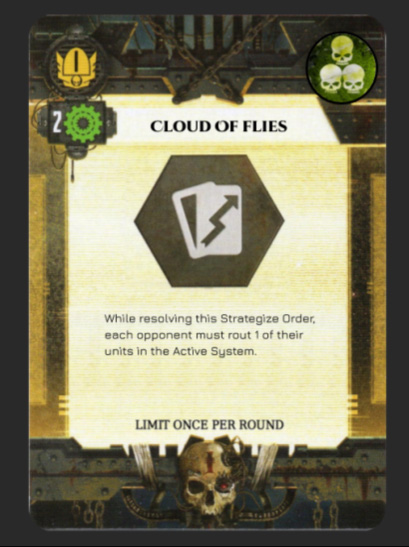 I
2
CLOUD OF FLIES
While resolving this Strategize Order,
each opponent must rout 1 of their
units in the Active System.
LIMIT ONCE PER ROUND